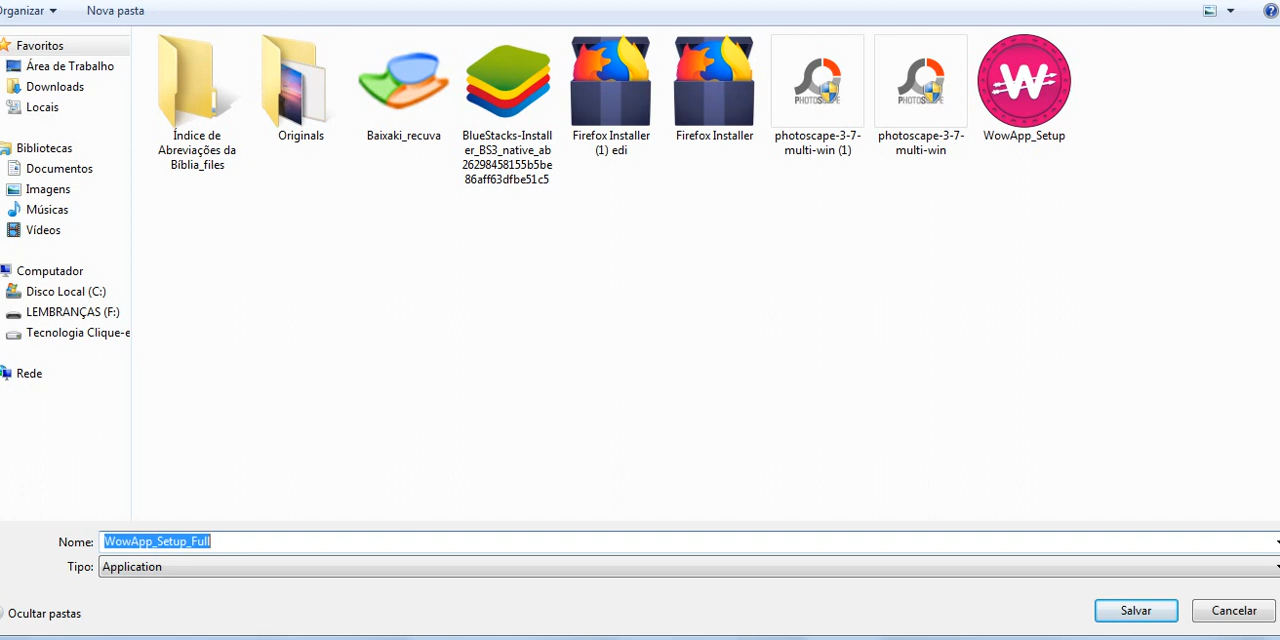 Organizar
Nova pasta
Favoritos
Área de Trabalho
Downloads
Locais
Bibliotecas
Documentos
Imagens
Músicas
Vídeos
Computador
Disco Local (C:)
LEMBRANÇAS (F:)
Tecnologia Clique-e
Rede
Índice de
Abreviações da
Bíblia_files
Originals
Baixaki_recuva
BlueStacks-Install
er_BS3_native_ab
26298458155b5be
86aff63dfbe51c5
Firefox Installer
(1) edi
Firefox Installer
PHOTOSCAPE
photoscape-3-7-
multi-win (1)
PHOTOSCAPE
photoscape-3-7-
multi-win
W
WowApp_Setup
Nome: WowApp_Setup_Full
Tipo: Application
Ocultar pastas
Salvar
Cancelar